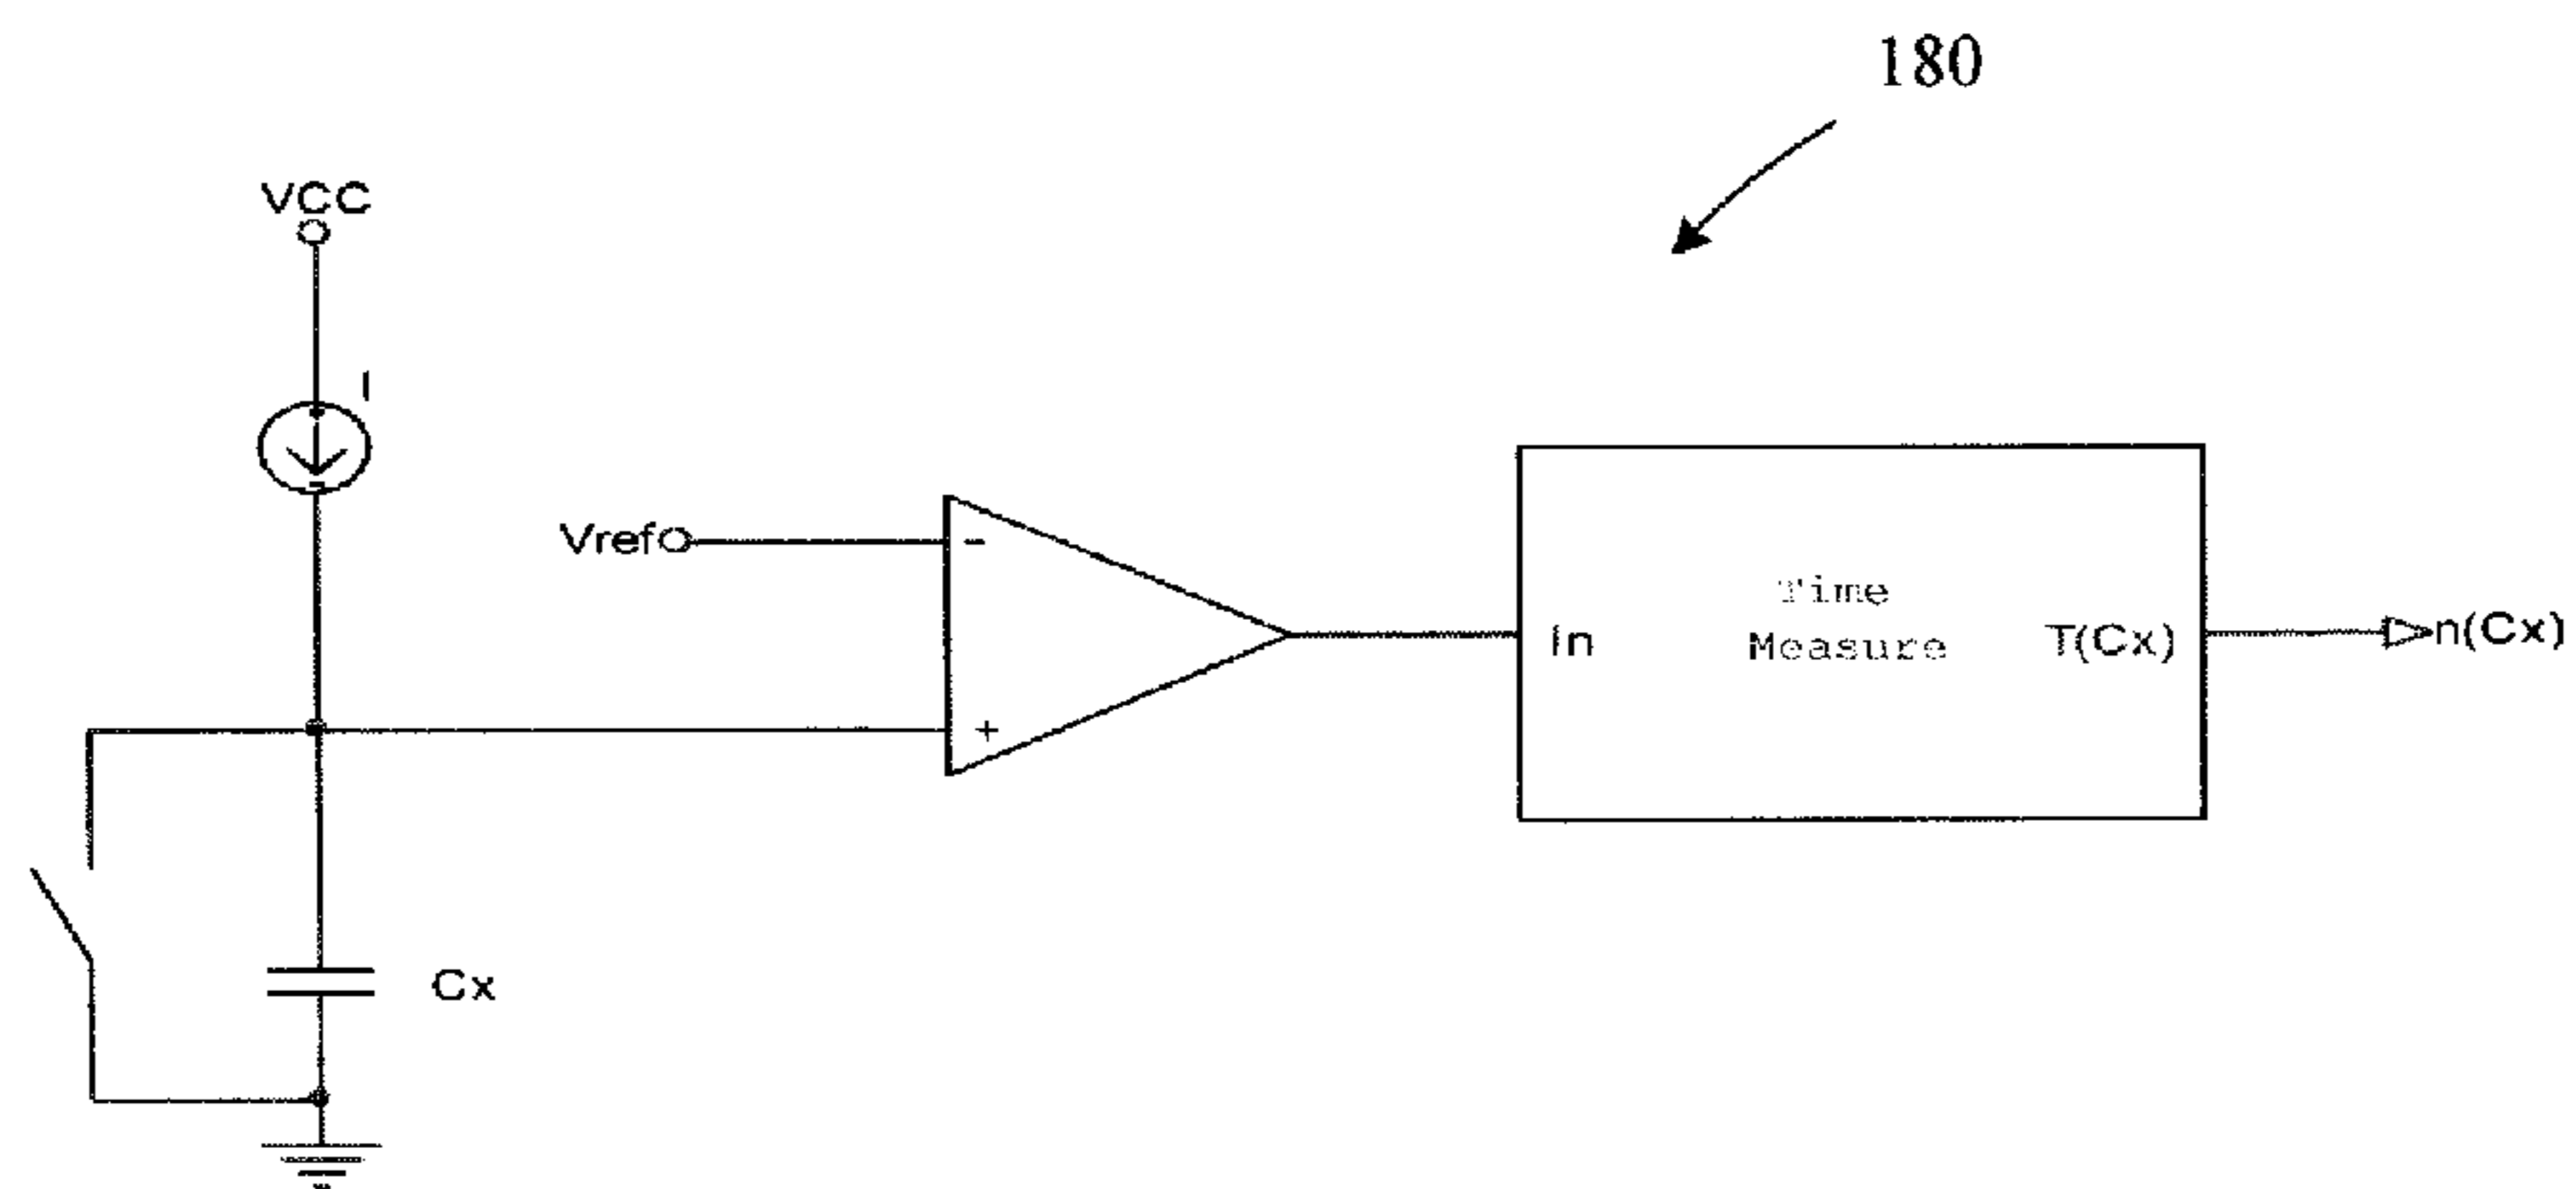 180
VCC
I
Vref
-
+
In
Time
Measure
T(Cx)
n(Cx)
Cx